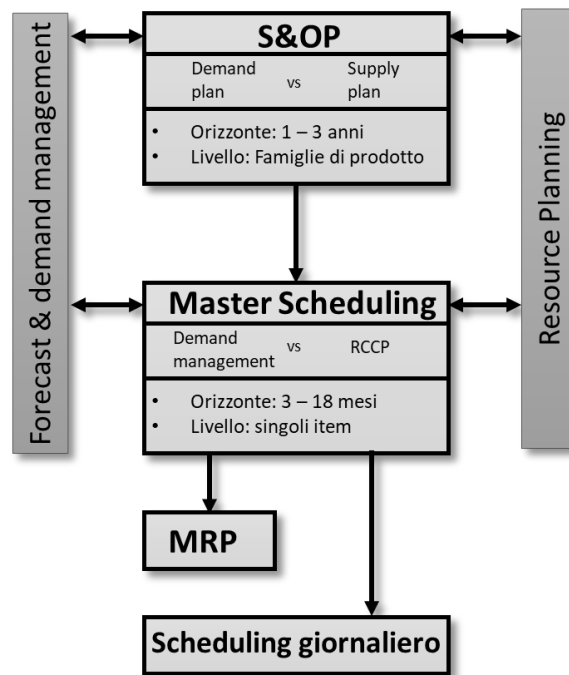 Forecast & demand management
S&OP
Demand plan vs Supply plan
• Orizzonte: 1 – 3 anni
• Livello: Famiglie di prodotto
Resource Planning
Master Scheduling
Demand management vs RCCP
• Orizzonte: 3 – 18 mesi
• Livello: singoli item
MRP
Scheduling giornaliero